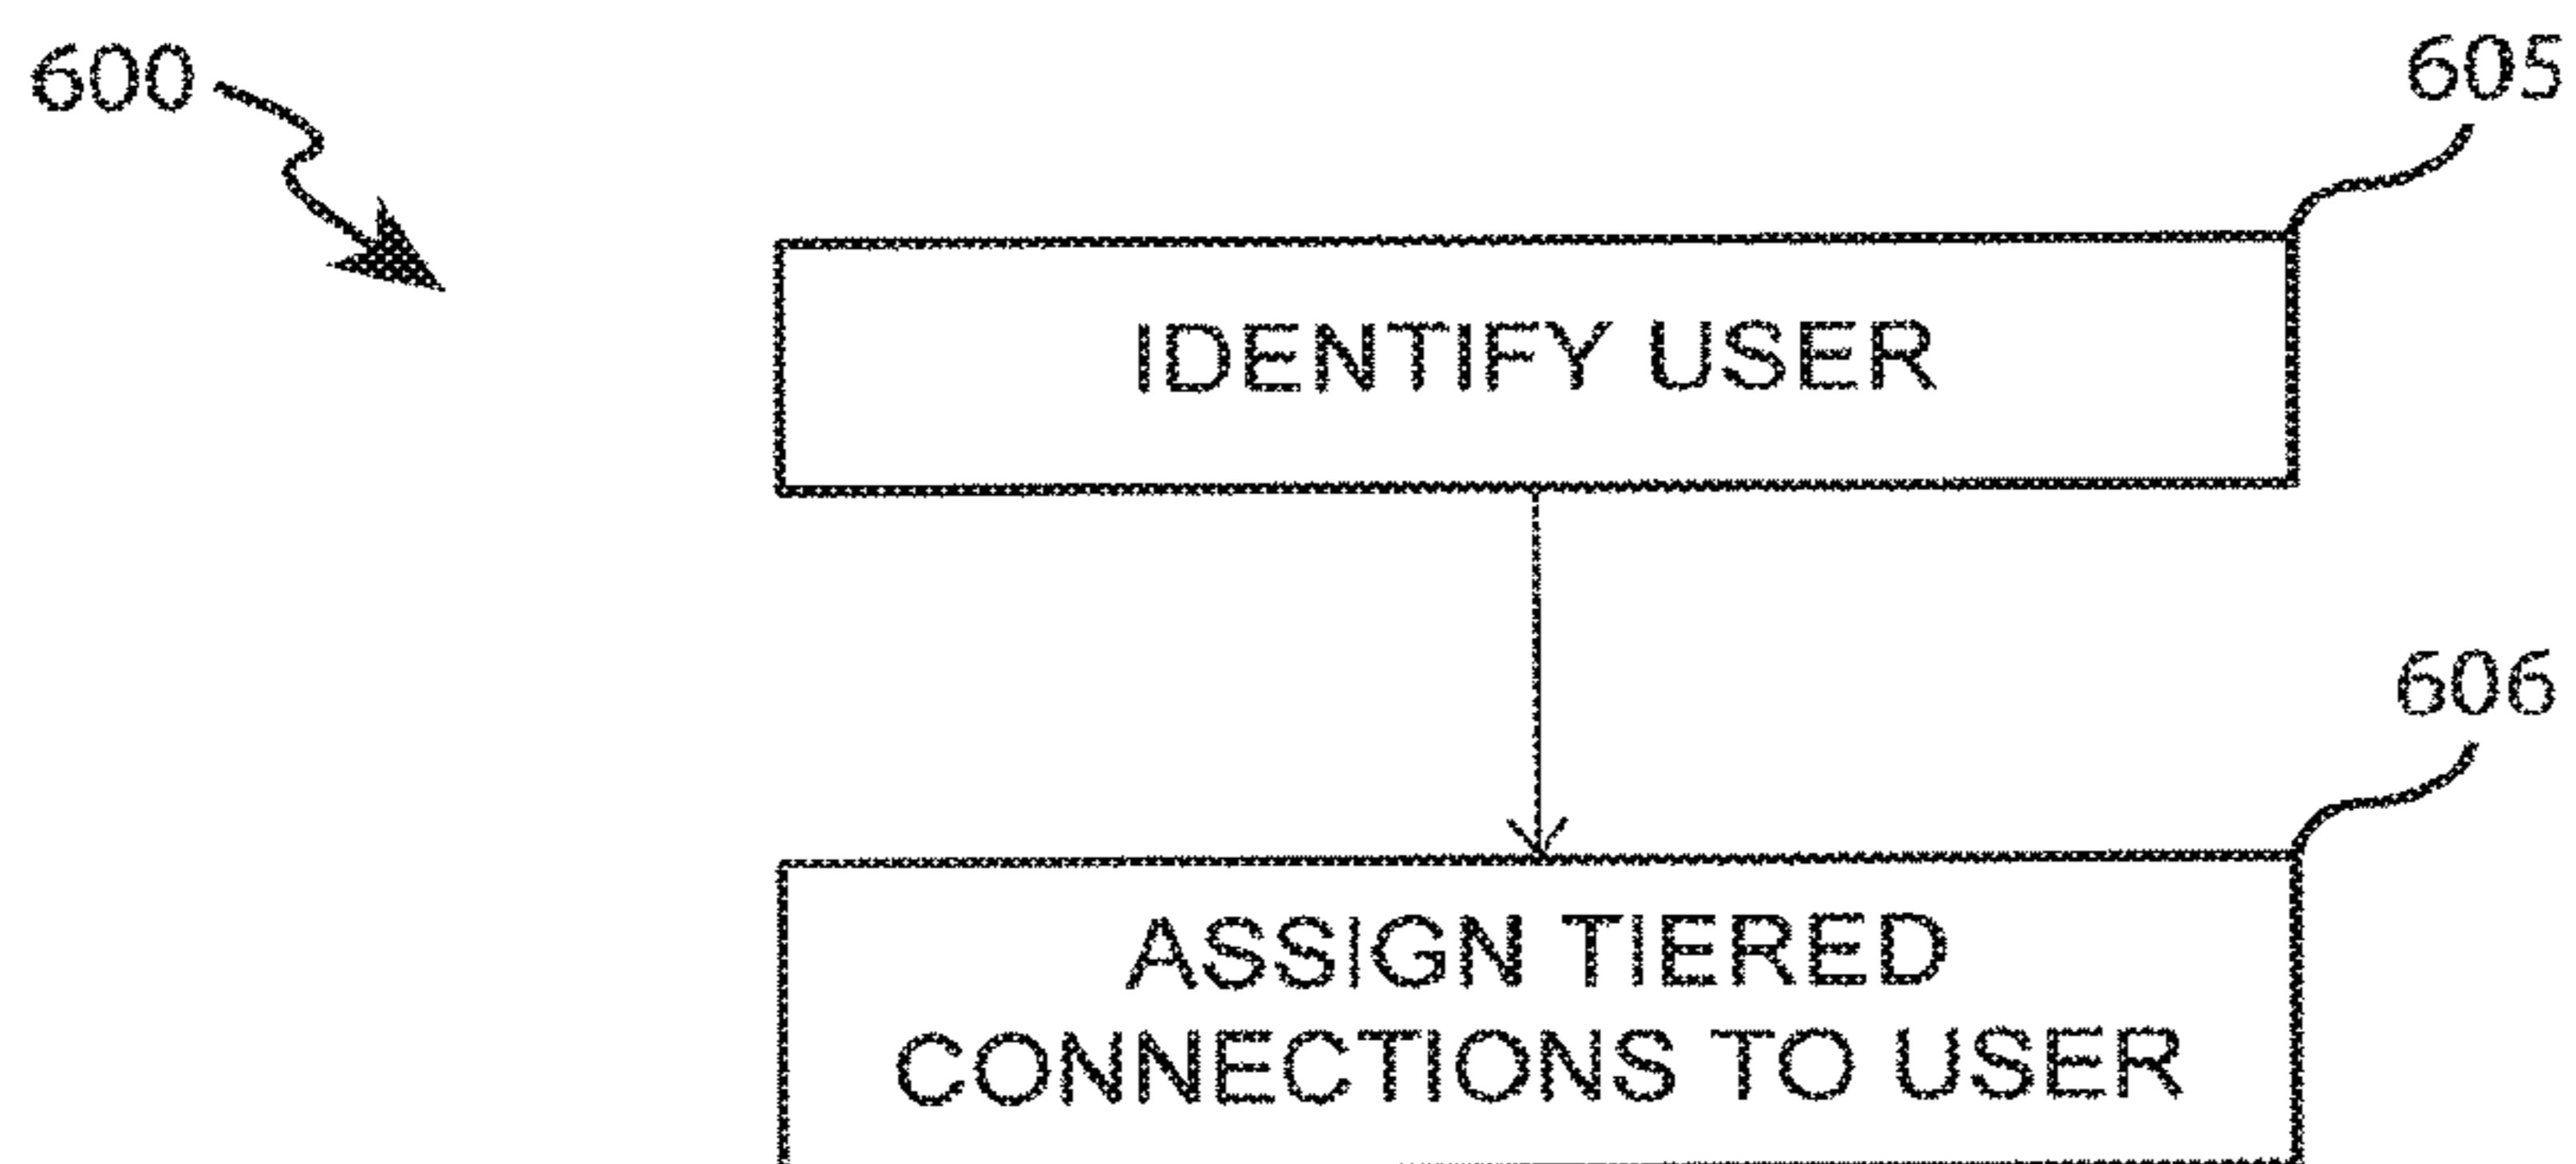 600
605
IDENTIFY USER
606
ASSIGN TIERED
CONNECTIONS TO USER